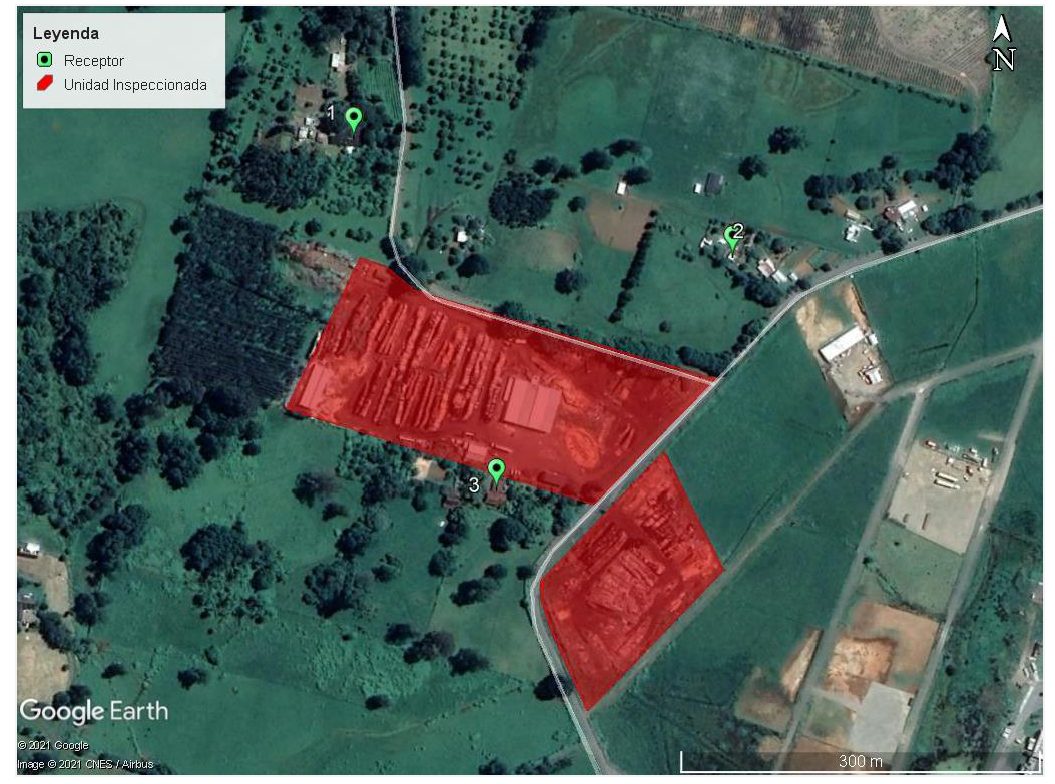 Leyenda
Receptor
Unidad Inspeccionada
N
1
2
3
Google Earth
© 2021 Google
Image © 2021 CNES / Airbus
300 m